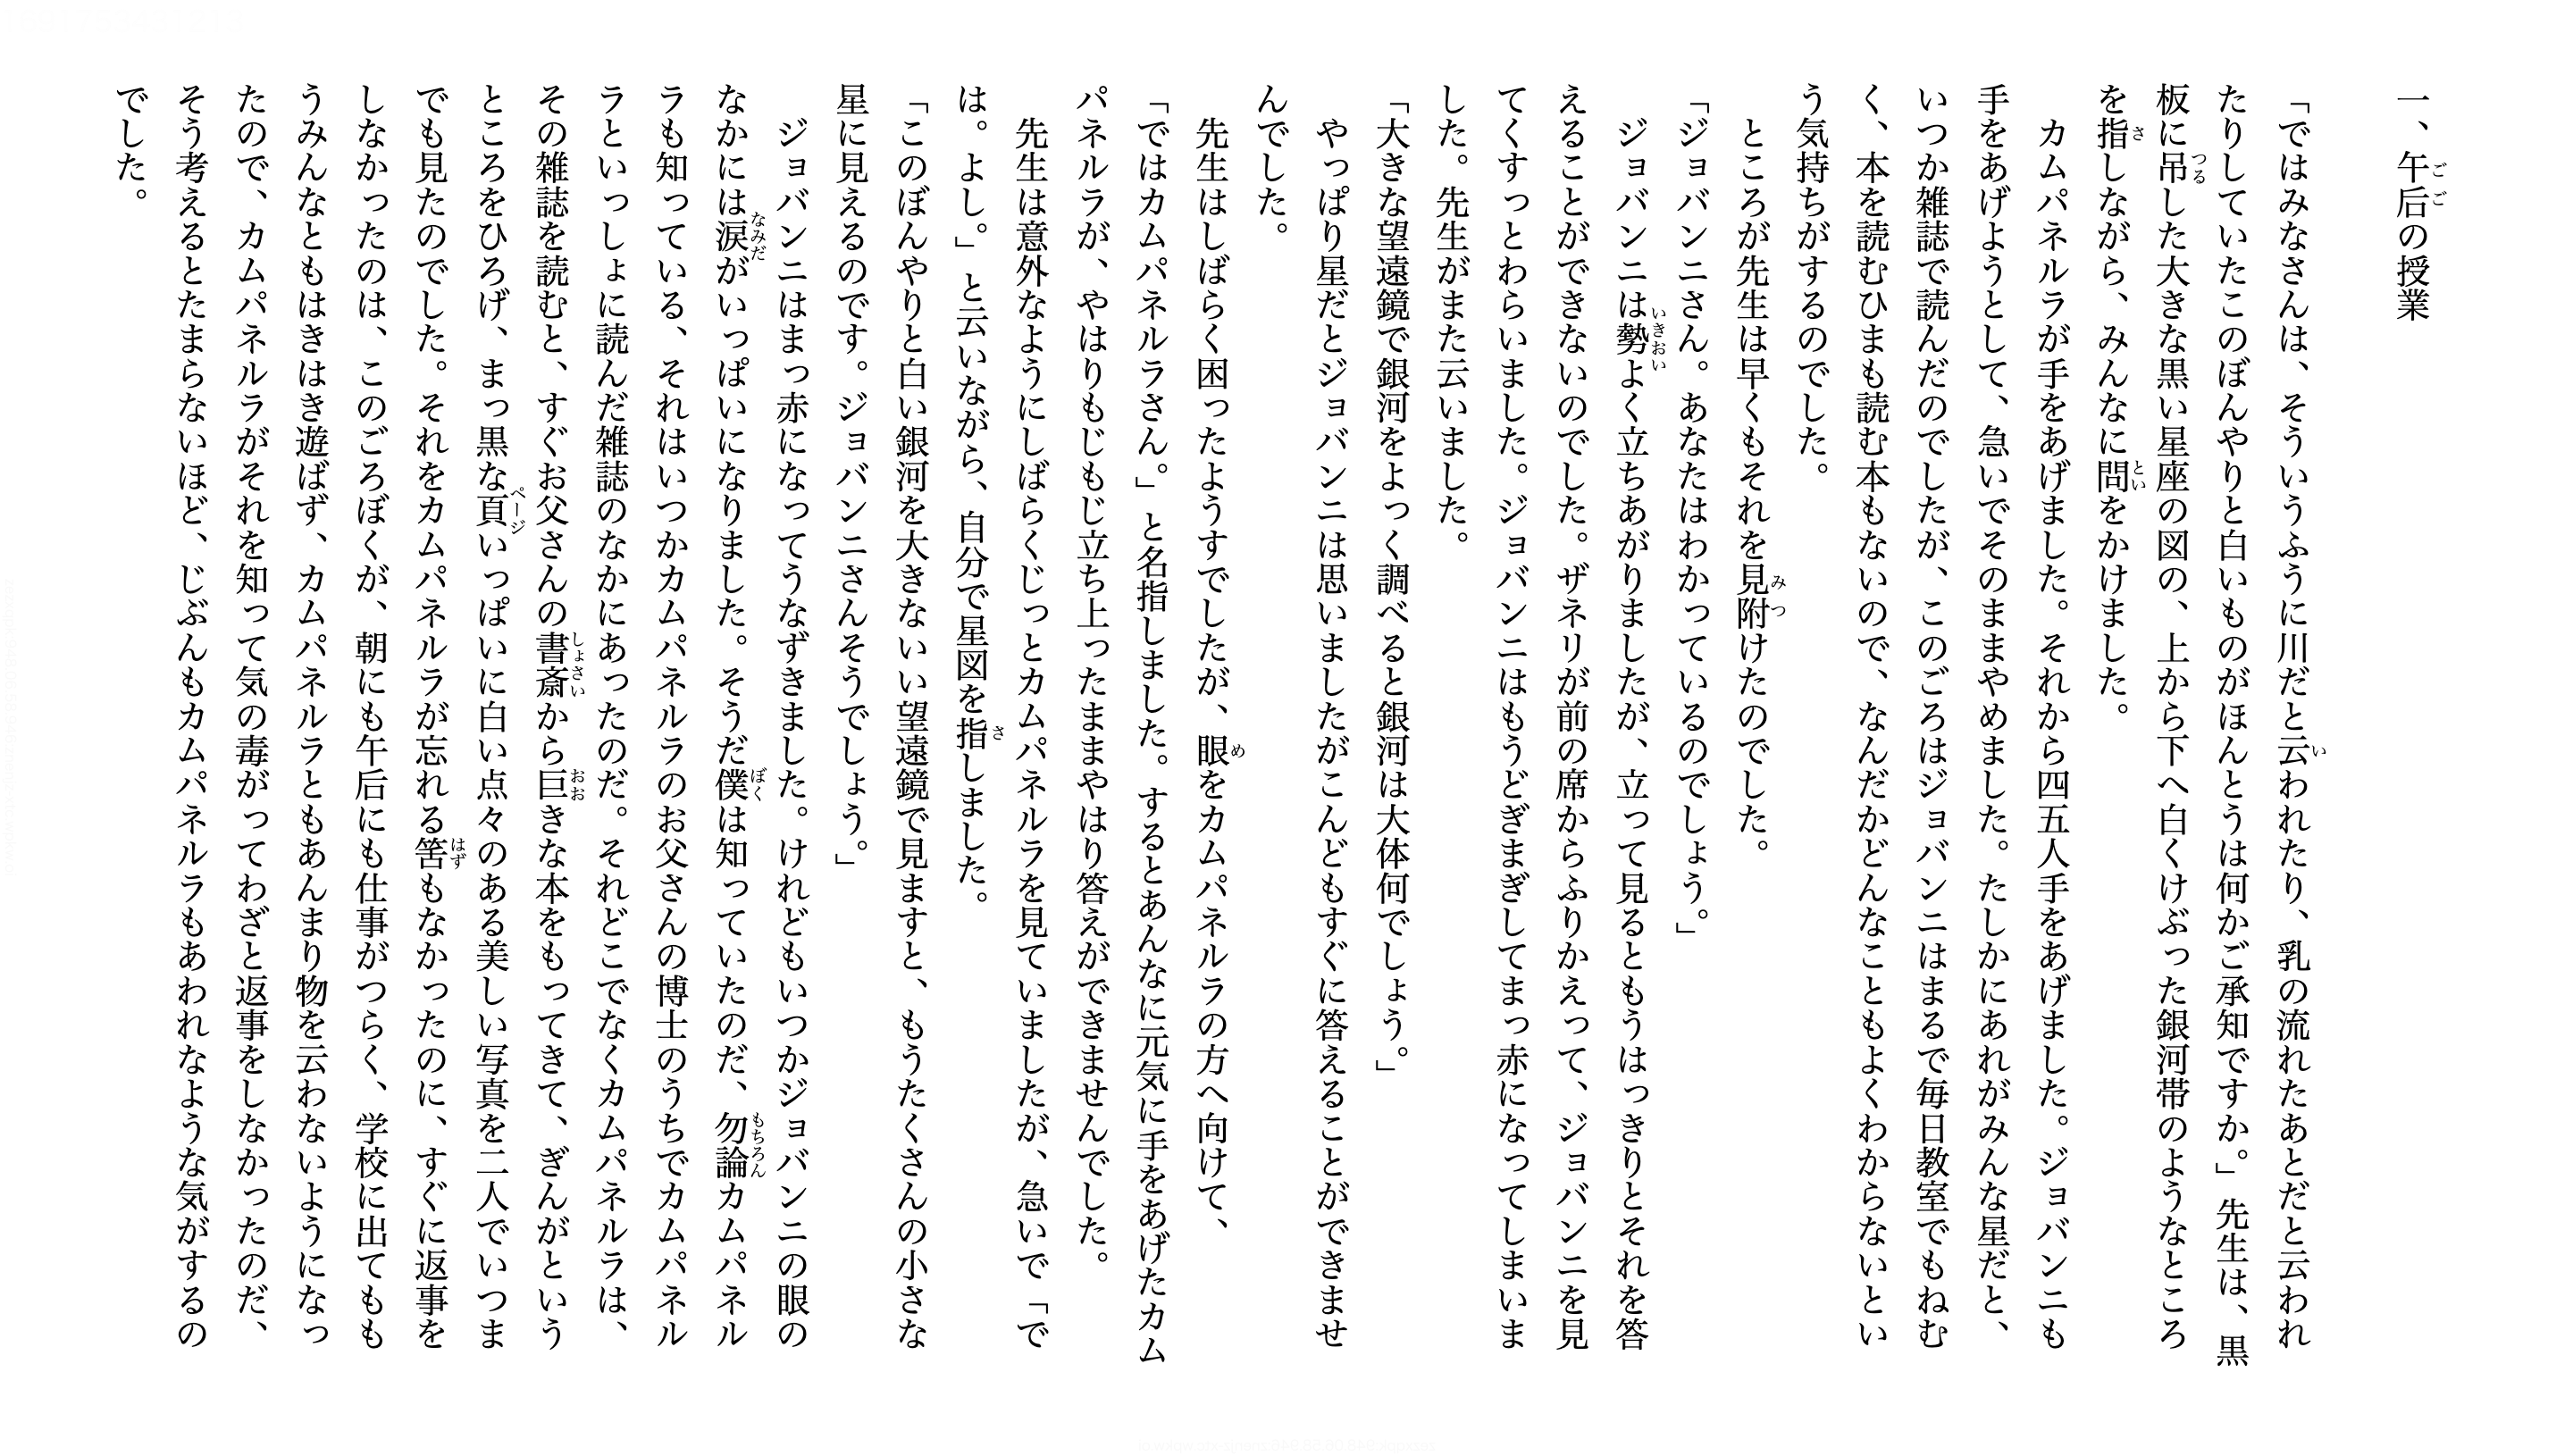 一、午后の授業
「ではみなさんは、そういうふうに川だと云われたり、乳の流れたあとだと云われ
たりしていたこのぼんやりと白いものがほんとうは何かご承知ですか。」先生は、黒
板に吊した大きな黒い星座の図の、上から下へ白くけぶった銀河帯のようなところ
を指しながら、みんなに問をかけました。
カムパネルラが手をあげました。それから四五人手をあげました。ジョバンニも
手をあげようとして、急いでそのままやめました。たしかにあれがみんな星だと、
いつか雑誌で読んだのでしたが、このごろはジョバンニはまるで毎日教室でもねむ
く、本を読むひまも読む本もないので、なんだかどんなこともよくわからないとい
う気持ちがするのでした。
ところが先生は早くもそれを見附けたのでした。
「ジョバンニさん。あなたはわかっているのでしょう。」
ジョバンニは勢よく立ちあがりましたが、立って見るともうはっきりとそれを答
えることができないのでした。ザネリが前の席からふりかえって、ジョバンニを見
てくすっとわらいました。ジョバンニはもうどぎまぎしてまっ赤になってしまいま
した。先生がまた云いました。
「大きな望遠鏡で銀河をよっく調べると銀河は大体何でしょう。」
やっぱり星だとジョバンニは思いましたがこんどもすぐに答えることができませ
んでした。
先生はしばらく困ったようすでしたが、眼をカムパネルラの方へ向けて、
「ではカムパネルラさん。」と名指しました。するとあんなに元気に手をあげたカム
パネルラが、やはりもじもじ立ち上ったままやはり答えができませんでした。
先生は意外なようにしばらくじっとカムパネルラを見ていましたが、急いで「で
は。よし。」と云いながら、自分で星図を指しました。
「このぼんやりと白い銀河を大きないい望遠鏡で見ますと、もうたくさんの小さな
星に見えるのです。ジョバンニさんそうでしょう。」
ジョバンニはまっ赤になってうなずきました。けれどもいつかジョバンニの眼の
なかには涙がいっぱいになりました。そうだ僕は知っていたのだ、勿論カムパネル
ラも知っている、それはいつかカムパネルラのお父さんの博士のうちでカムパネル
ラといっしょに読んだ雑誌のなかにあったのだ。それどこでなくカムパネルラは、
その雑誌を読むと、すぐお父さんの書斎から巨きな本をもってきて、ぎんがという
ところをひろげ、まっ黒な頁いっぱいに白い点々のある美しい写真を二人でいつま
でも見たのでした。それをカムパネルラが忘れる筈もなかったのに、すぐに返事を
しなかったのは、このごろぼくが、朝にも午后にも仕事がつらく、学校に出てもも
うみんなともはきはき遊ばず、カムパネルラともあんまり物を云わないようになっ
たので、カムパネルラがそれを知って気の毒がってわざと返事をしなかったのだ、
そう考えるとたまらないほど、じぶんもカムパネルラもあわれなような気がするの
でした。